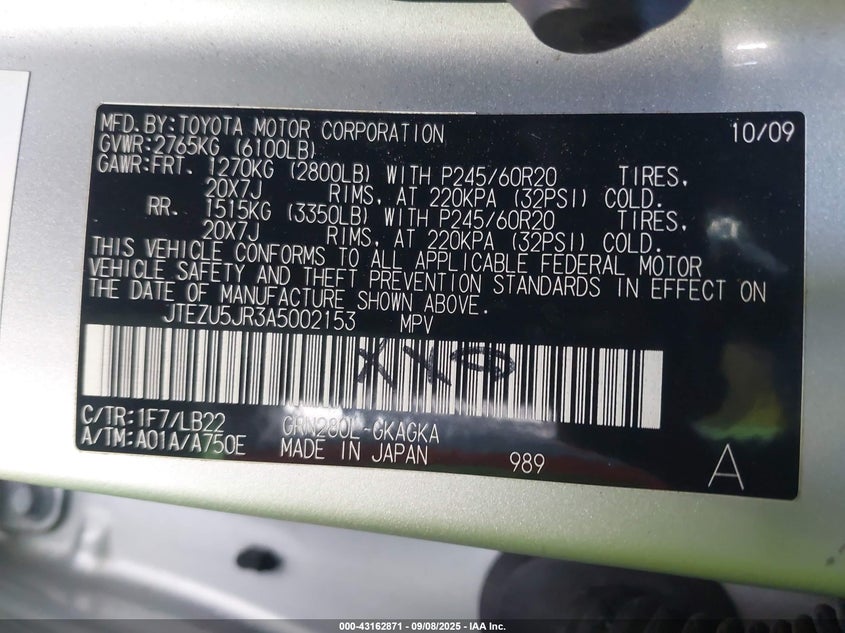 MFD.BY:TOYOTA MOTOR CORPORATION 10/09
GVWR:2765KG (6100LB)
GAWR:FRT. 1270KG (2800LB) WITH P245/60R20 TIRES,
20X7J RIMS, AT 220KPA (32PSI) COLD.
RR. 1515KG (3350LB) WITH P245/60R20 TIRES,
20X7J RIMS, AT 220KPA (32PSI) COLD.
THIS VEHICLE CONFORMS TO ALL APPLICABLE FEDERAL MOTOR
VEHICLE SAFETY AND THEFT PREVENTION STANDARDS IN EFFECT ON
THE DATE OF MANUFACTURE SHOWN ABOVE.
JTEZU5JR3A5002153 MPV
C/TR:1F7/LB22 GRN280L-GKAGKA
A/TM:A01A/A750E MADE IN JAPAN 989 A
000-43162871 - 09/08/2025 - IAA Inc.